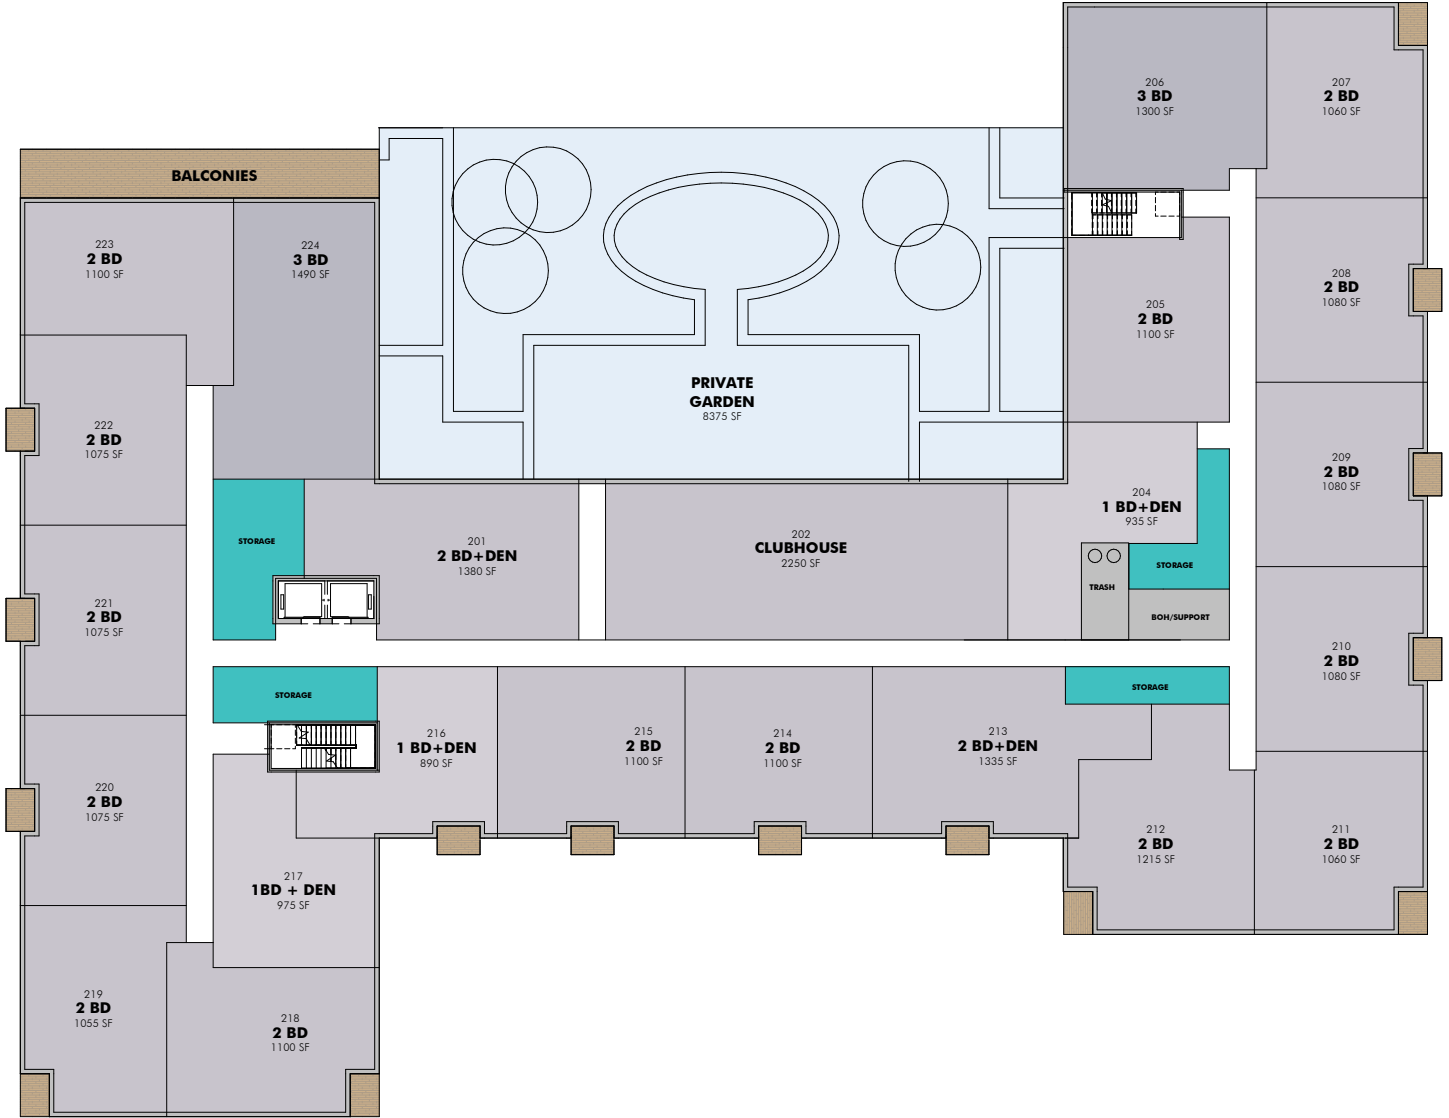 206
3 BD
1300 SF
207
2 BD
1060 SF
BALCONIES
223
2 BD
1100 SF
224
3 BD
1490 SF
208
2 BD
1080 SF
205
2 BD
1100 SF
PRIVATE
GARDEN
8375 SF
222
2 BD
1075 SF
209
2 BD
1080 SF
204
1 BD+DEN
935 SF
STORAGE
201
2 BD+DEN
1380 SF
202
CLUBHOUSE
2250 SF
STORAGE
TRASH
BOH/SUPPORT
221
2 BD
1075 SF
210
2 BD
1080 SF
STORAGE
STORAGE
216
1 BD+DEN
890 SF
215
2 BD
1100 SF
214
2 BD
1100 SF
213
2 BD+DEN
1335 SF
220
2 BD
1075 SF
212
2 BD
1215 SF
211
2 BD
1060 SF
217
1BD + DEN
975 SF
219
2 BD
1055 SF
218
2 BD
1100 SF